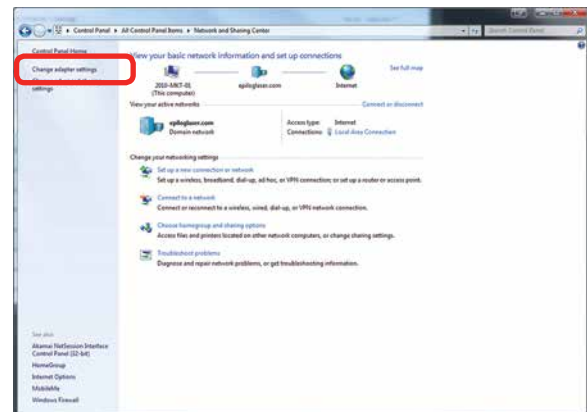 Control Panel ▸ All Control Panel Items ▸ Network and Sharing Center
Search Control Panel
Control Panel Home
Change adapter settings
settings
View your basic network information and set up connections
See full map
2010-MKT-01
(This computer)
epiloglaser.com
Internet
View your active networks
Connect or disconnect
epiloglaser.com
Domain network
Access type: Internet
Connections: Local Area Connection
Change your networking settings
Set up a new connection or network
Set up a wireless, broadband, dial-up, ad hoc, or VPN connection; or set up a router or access point.
Connect to a network
Connect or reconnect to a wireless, wired, dial-up, or VPN network connection.
Choose homegroup and sharing options
Access files and printers located on other network computers, or change sharing settings.
Troubleshoot problems
Diagnose and repair network problems, or get troubleshooting information.
See also
Akamai NetSession Interface
Control Panel (32-bit)
HomeGroup
Internet Options
MobileMe
Windows Firewall